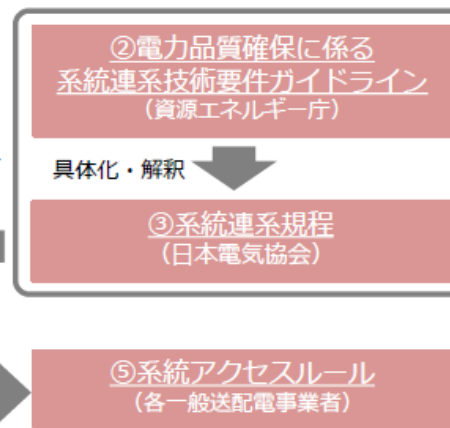 ②電力品質確保に係る
系統連系技術要件ガイドライン
（資源エネルギー庁）
具体化・解釈
③系統連系規程
（日本電気協会）
⑤系統アクセスルール
（各一般送配電事業者）